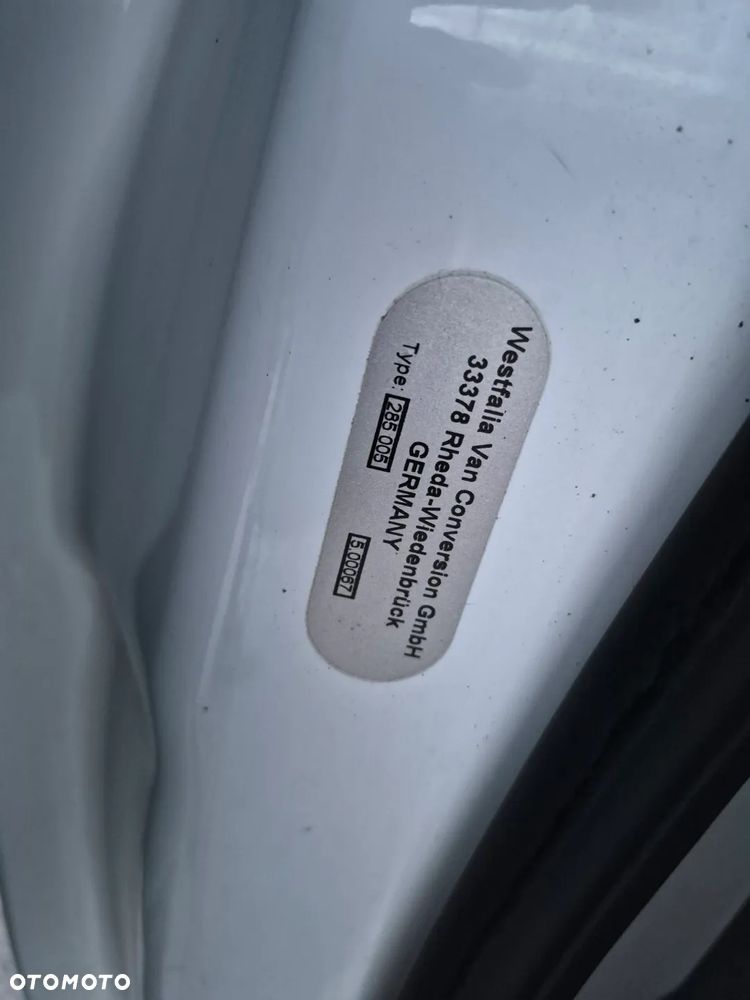 Westfalia Van Conversion GmbH
33378 Rheda-Wiedenbrück
GERMANY
Type: 285 005 5.00067
OTOMOTO